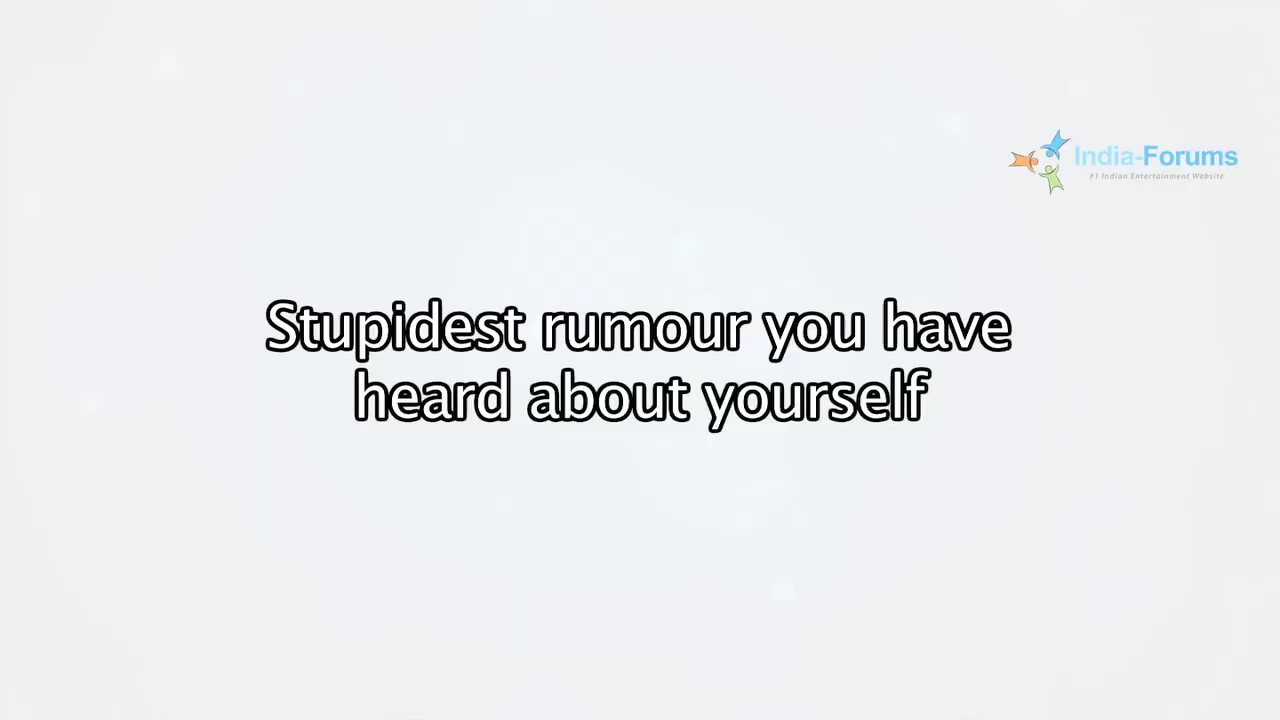 India-Forums
#1 Indian Entertainment Website
Stupidest rumour you have
heard about yourself